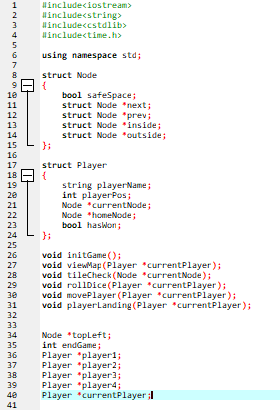 1 #include<iostream>
2 #include<string>
3 #include<cstdlib>
4 #include<time.h>
5
6 using namespace std;
7
8 struct Node
9 {
10 bool safeSpace;
11 struct Node *next;
12 struct Node *prev;
13 struct Node *inside;
14 struct Node *outside;
15 };
16
17 struct Player
18 {
19 string playerName;
20 int playerPos;
21 Node *currentNode;
22 Node *homeNode;
23 bool hasWon;
24 };
25
26 void initGame();
27 void viewMap(Player *currentPlayer);
28 void tileCheck(Node *currentNode);
29 void rollDice(Player *currentPlayer);
30 void movePlayer(Player *currentPlayer);
31 void playerLanding(Player *currentPlayer);
32
33
34 Node *topLeft;
35 int endGame;
36 Player *player1;
37 Player *player2;
38 Player *player3;
39 Player *player4;
40 Player *currentPlayer;
41